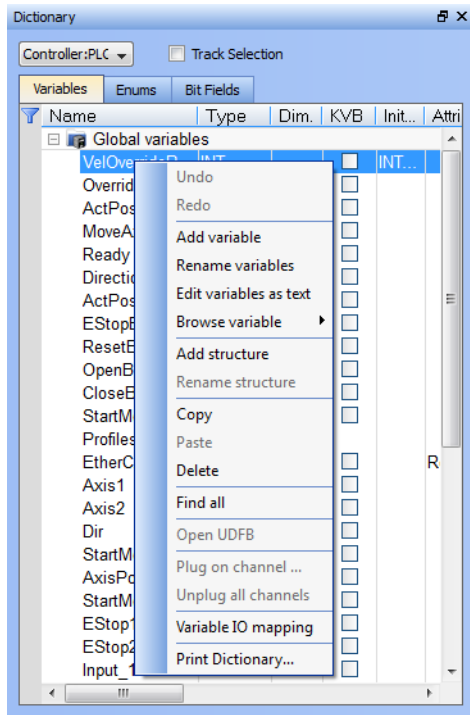 Dictionary
Controller:PLC Track Selection
Variables Enums Bit Fields
Name Type Dim. KVB Init... Attri
Global variables
VelOverrideR INT INT...
Overrid
ActPos
MoveA
Ready
Directio
ActPos
EStopB
ResetE
OpenB
CloseE
StartM
Profiles
EtherC R
Axis1
Axis2
Dir
StartM
AxisPo
StartM
EStop1
EStop2
Input_1
Undo
Redo
Add variable
Rename variables
Edit variables as text
Browse variable
Add structure
Rename structure
Copy
Paste
Delete
Find all
Open UDFB
Plug on channel ...
Unplug all channels
Variable IO mapping
Print Dictionary...